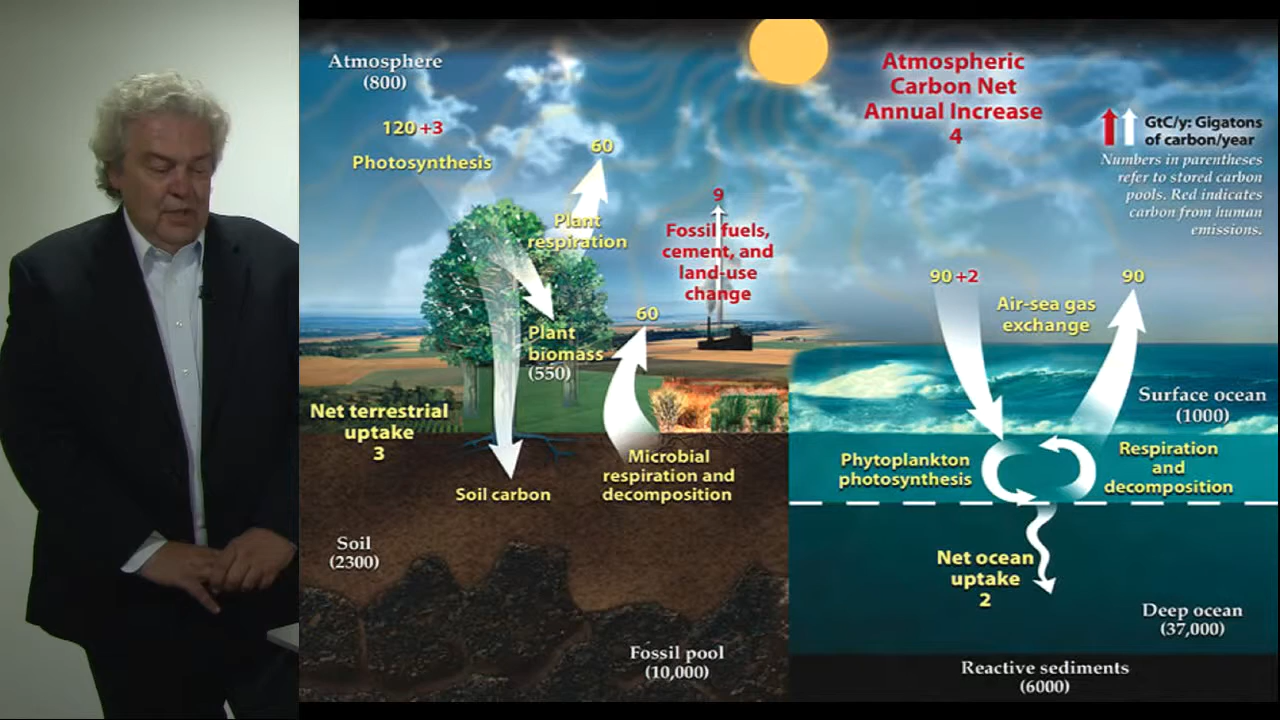 Atmosphere
(800)
120 +3
Photosynthesis
60
Plant
respiration
Plant
biomass
(550)
9
Fossil fuels,
cement, and
land-use
change
60
Net terrestrial
uptake
3
Microbial
respiration and
decomposition
Soil carbon
Soil
(2300)
Fossil pool
(10,000)
Atmospheric
Carbon Net
Annual Increase
4
GtC/y: Gigatons
of carbon/year
Numbers in parentheses
refer to stored carbon
pools. Red indicates
carbon from human
emissions.
90 +2
90
Air-sea gas
exchange
Surface ocean
(1000)
Phytoplankton
photosynthesis
Respiration
and
decomposition
Net ocean
uptake
2
Deep ocean
(37,000)
Reactive sediments
(6000)